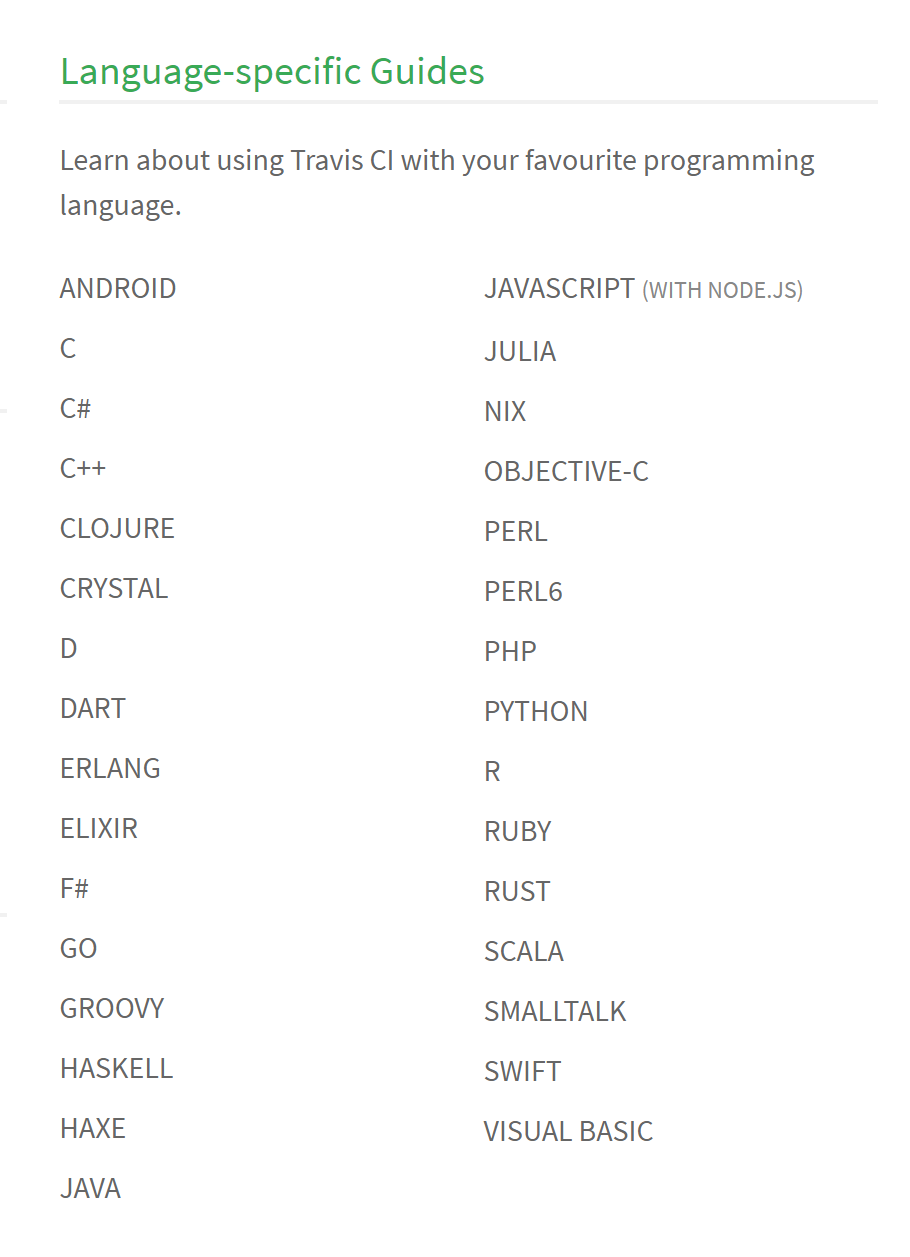 Language-specific Guides
Learn about using Travis CI with your favourite programming
language.
ANDROID
C
C#
C++
CLOJURE
CRYSTAL
D
DART
ERLANG
ELIXIR
F#
GO
GROOVY
HASKELL
HAXE
JAVA
JAVASCRIPT (WITH NODE.JS)
JULIA
NIX
OBJECTIVE-C
PERL
PERL6
PHP
PYTHON
R
RUBY
RUST
SCALA
SMALLTALK
SWIFT
VISUAL BASIC